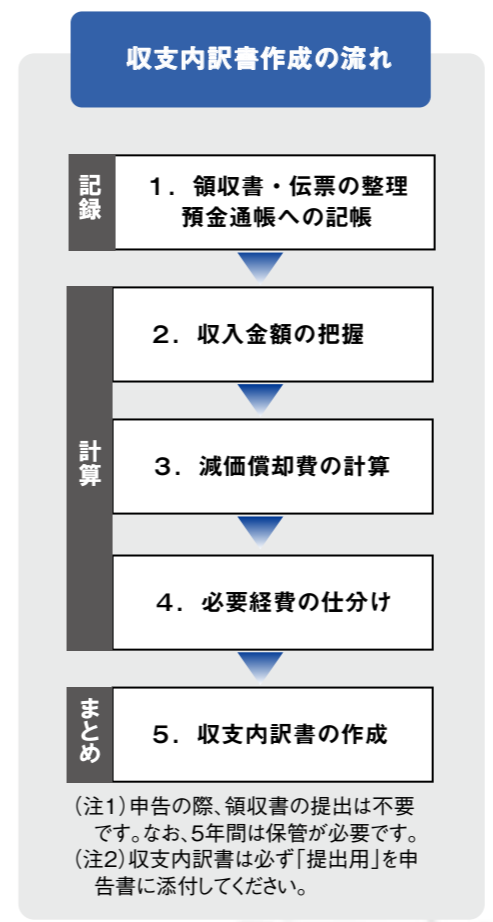 収支内訳書作成の流れ
記録
１．領収書・伝票の整理
預金通帳への記帳
計算
２．収入金額の把握
３．減価償却費の計算
４．必要経費の仕分け
まとめ
５．収支内訳書の作成
（注１）申告の際、領収書の提出は不要
です。なお、５年間は保管が必要です。
（注２）収支内訳書は必ず「提出用」を申
告書に添付してください。